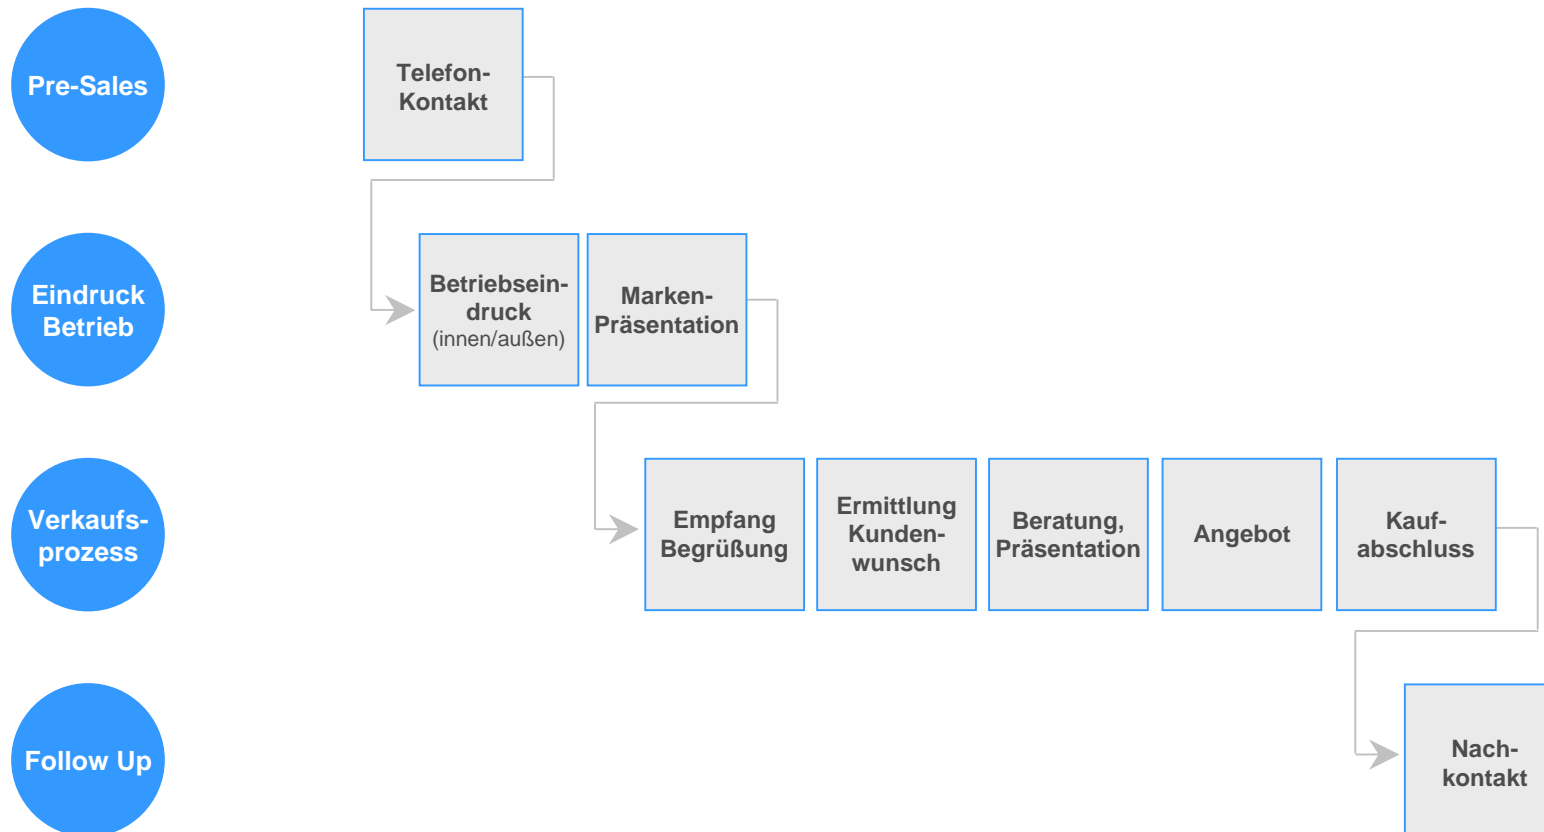 Pre-Sales
Telefon-
Kontakt
Eindruck
Betrieb
Betriebsein-
druck
(innen/außen)
Marken-
Präsentation
Verkaufs-
prozess
Empfang
Begrüßung
Ermittlung
Kunden-
wunsch
Beratung,
Präsentation
Angebot
Kauf-
abschluss
Follow Up
Nach-
kontakt